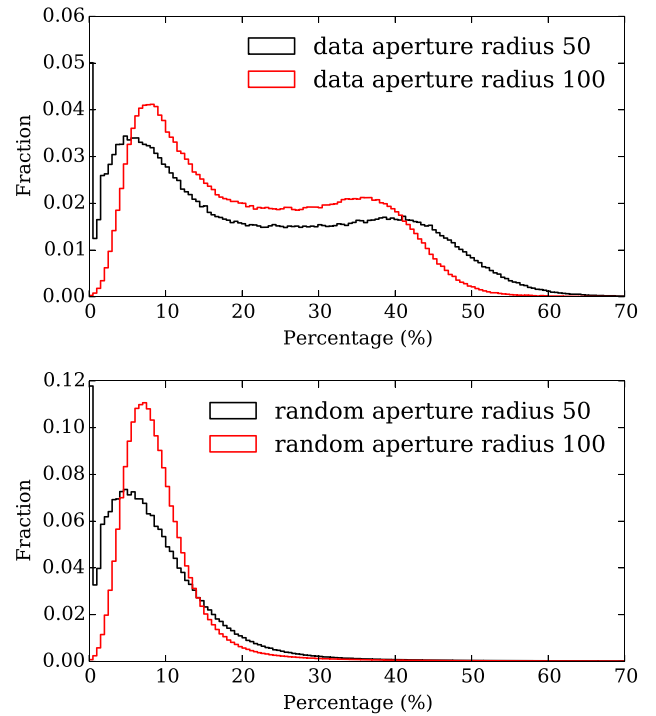 0.06
data aperture radius 50
data aperture radius 100
0.05
0.04
0.03
0.02
0.01
0.00
Fraction
0 10 20 30 40 50 60 70
Percentage (%)
0.12
random aperture radius 50
random aperture radius 100
0.10
0.08
0.06
0.04
0.02
0.00
Fraction
0 10 20 30 40 50 60 70
Percentage (%)